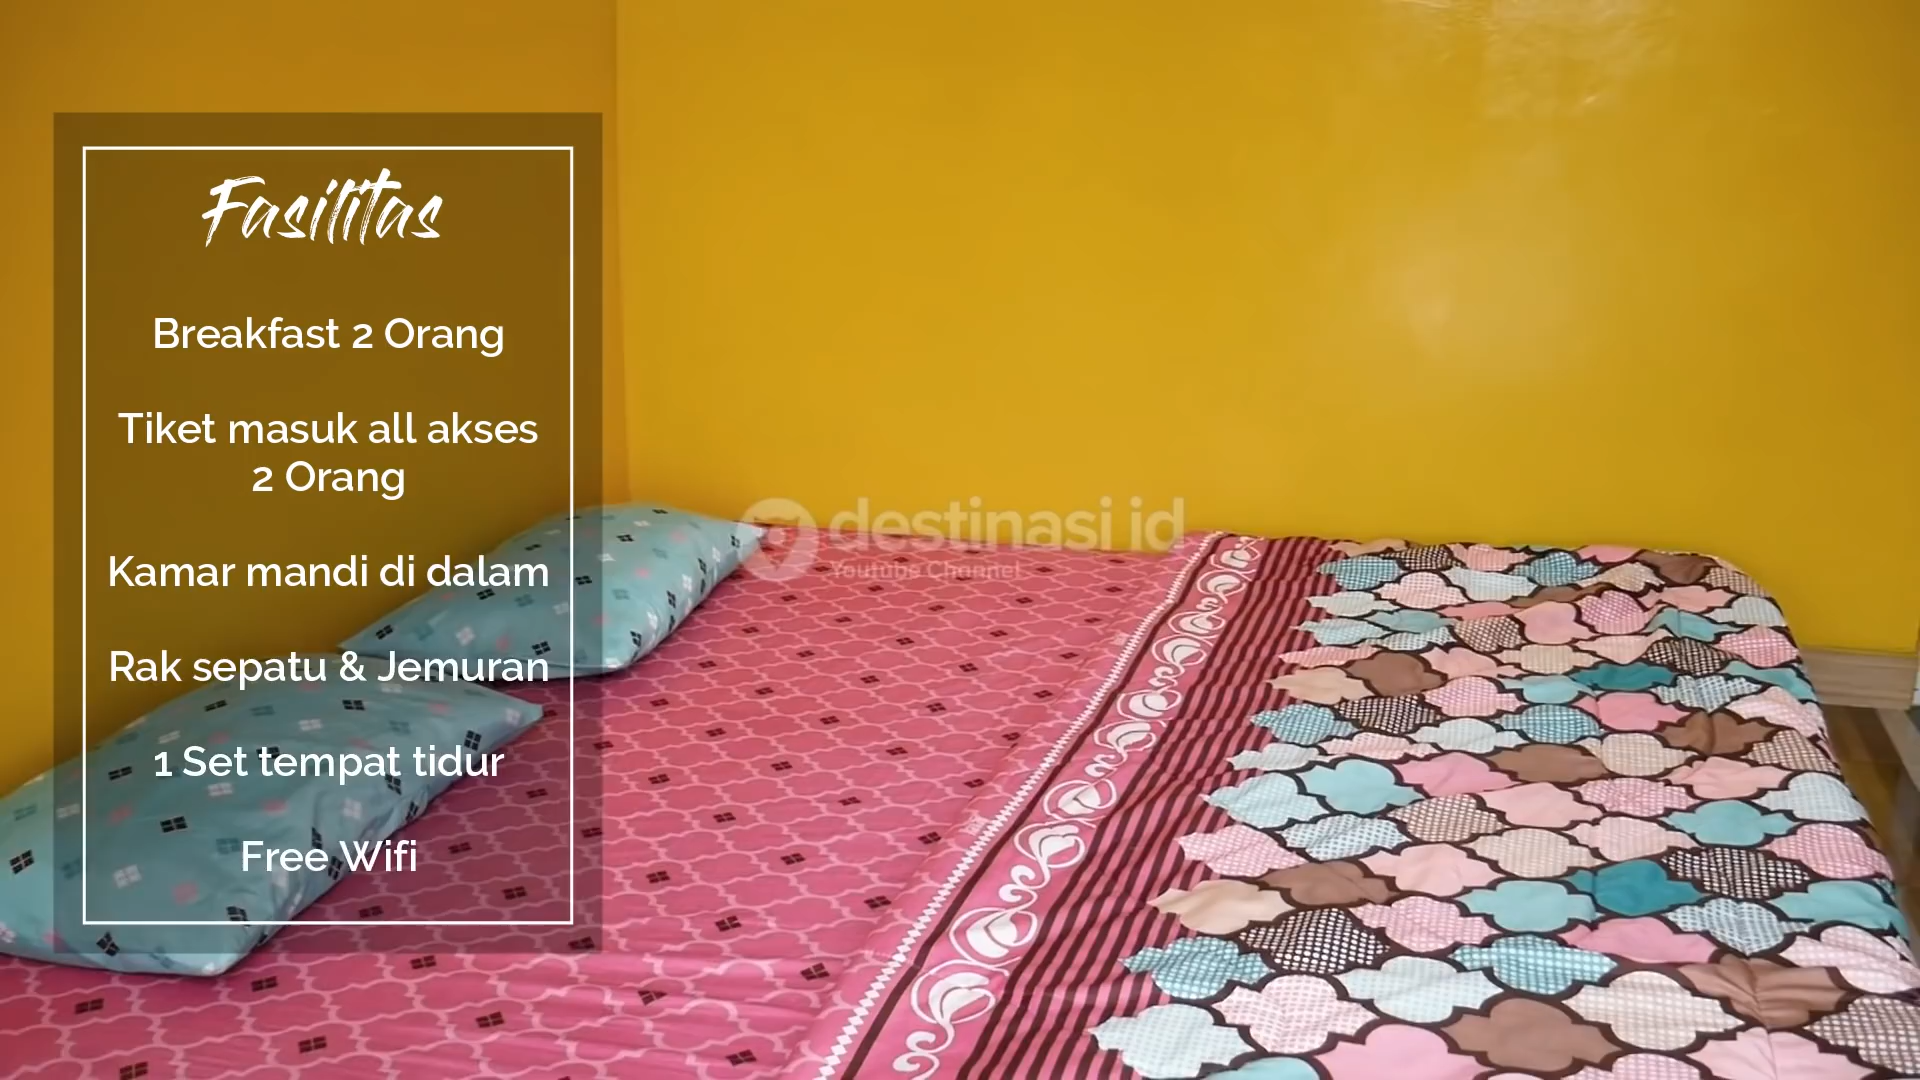 Fasilitas
Breakfast 2 Orang
Tiket masuk all akses
2 Orang
Kamar mandi di dalam
Rak sepatu & Jemuran
1 Set tempat tidur
Free Wifi
destinasi id
Youtube Channel